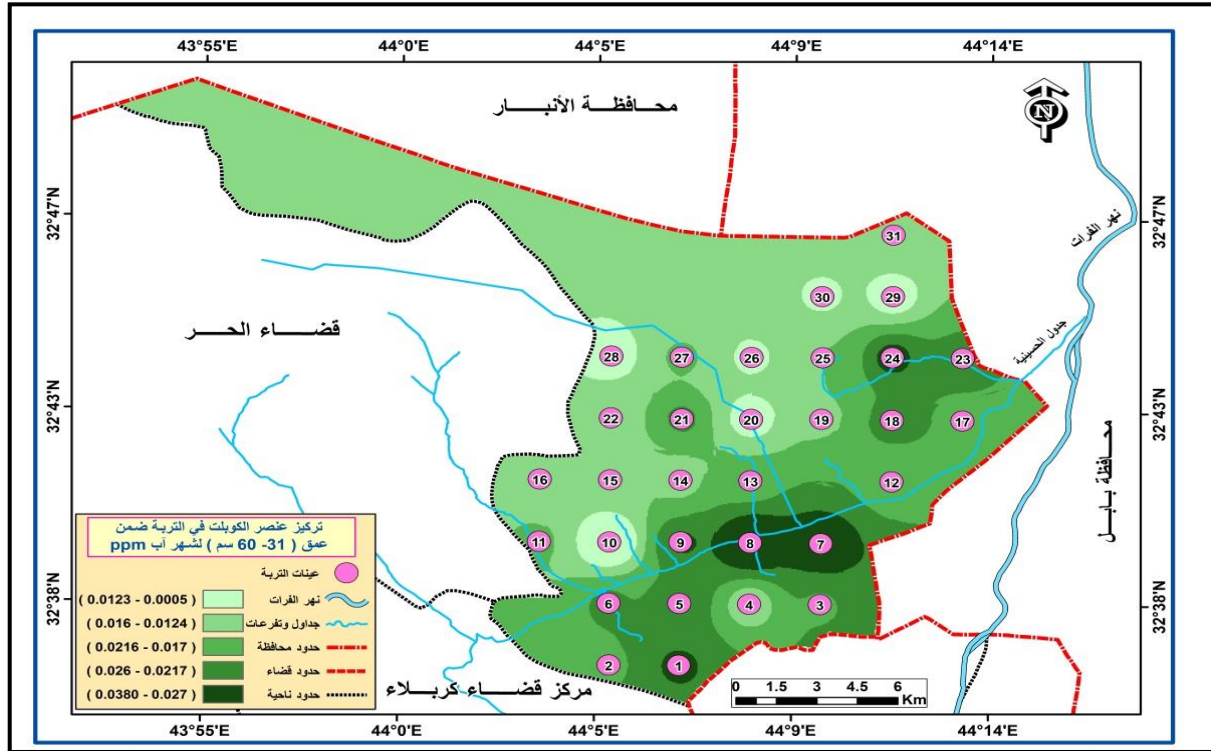 43°55'E 44°0'E 44°5'E 44°9'E 44°14'E
محافظة الأنبار
N
32°47'N 32°47'N
نهر الفرات
31
30 29
قضاء الحر
جدول الحسينية
28 27 26 25 24 23
32°43'N 32°43'N
22 21 20 19 18 17
محافظة بابل
16 15 14 13 12
11 10 9 8 7
32°38'N 32°38'N
6 5 4 3
2 1
مركز قضاء كربلاء
تركيز عنصر الكوبلت في التربة ضمن
عمق ( 31- 60 سم ) لشهر آب ppm
عينات التربة
نهر الفرات ( 0.0123 - 0.0005 )
جداول وتفرعات ( 0.016 - 0.0124 )
حدود محافظة ( 0.0216 - 0.017 )
حدود قضاء ( 0.026 - 0.0217 )
حدود ناحية ( 0.0380 - 0.027 )
0 1.5 3 4.5 6
Km
43°55'E 44°0'E 44°5'E 44°9'E 44°14'E